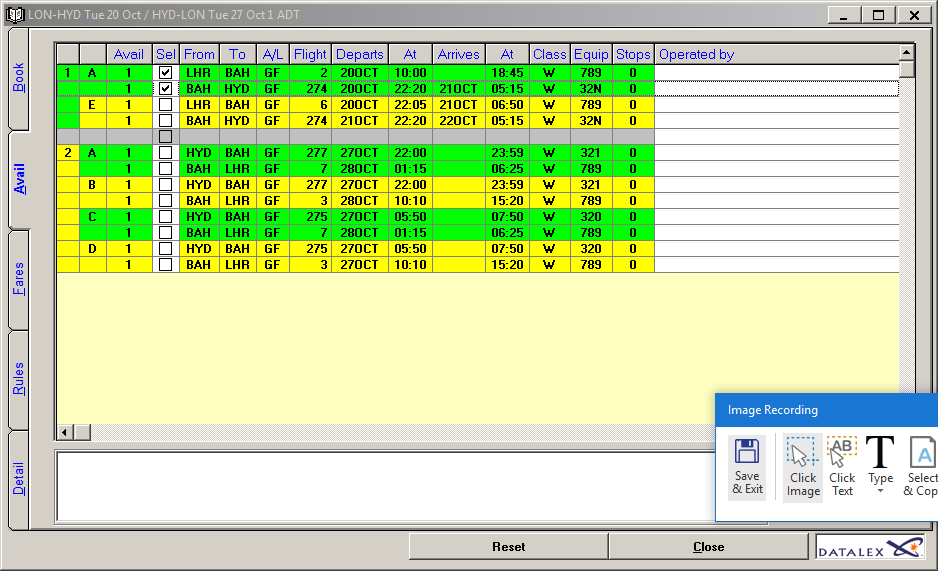 LON-HYD Tue 20 Oct / HYD-LON Tue 27 Oct 1 ADT
Book
Avail
Fares
Rules
Detail
Avail Sel From To A/L Flight Departs At Arrives At Class Equip Stops Operated by
1 A 1 LHR BAH GF 2 20OCT 10:00 18:45 W 789 0
1 BAH HYD GF 274 20OCT 22:20 21OCT 05:15 W 32N 0
E 1 LHR BAH GF 6 20OCT 22:05 21OCT 06:50 W 789 0
1 BAH HYD GF 274 21OCT 22:20 22OCT 05:15 W 32N 0
2 A 1 HYD BAH GF 277 27OCT 22:00 23:59 W 321 0
1 BAH LHR GF 7 28OCT 01:15 06:25 W 789 0
B 1 HYD BAH GF 277 27OCT 22:00 23:59 W 321 0
1 BAH LHR GF 3 28OCT 10:10 15:20 W 789 0
C 1 HYD BAH GF 275 27OCT 05:50 07:50 W 320 0
1 BAH LHR GF 7 28OCT 01:15 06:25 W 789 0
D 1 HYD BAH GF 275 27OCT 05:50 07:50 W 320 0
1 BAH LHR GF 3 27OCT 10:10 15:20 W 789 0
Image Recording
AB T A
Save & Exit
Click Image
Click Text
Type
Select & Cop
Reset
Close
DATALEX